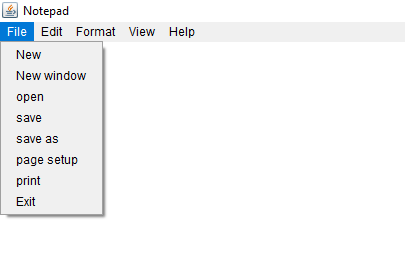 Notepad
File Edit Format View Help
New
New window
open
save
save as
page setup
print
Exit